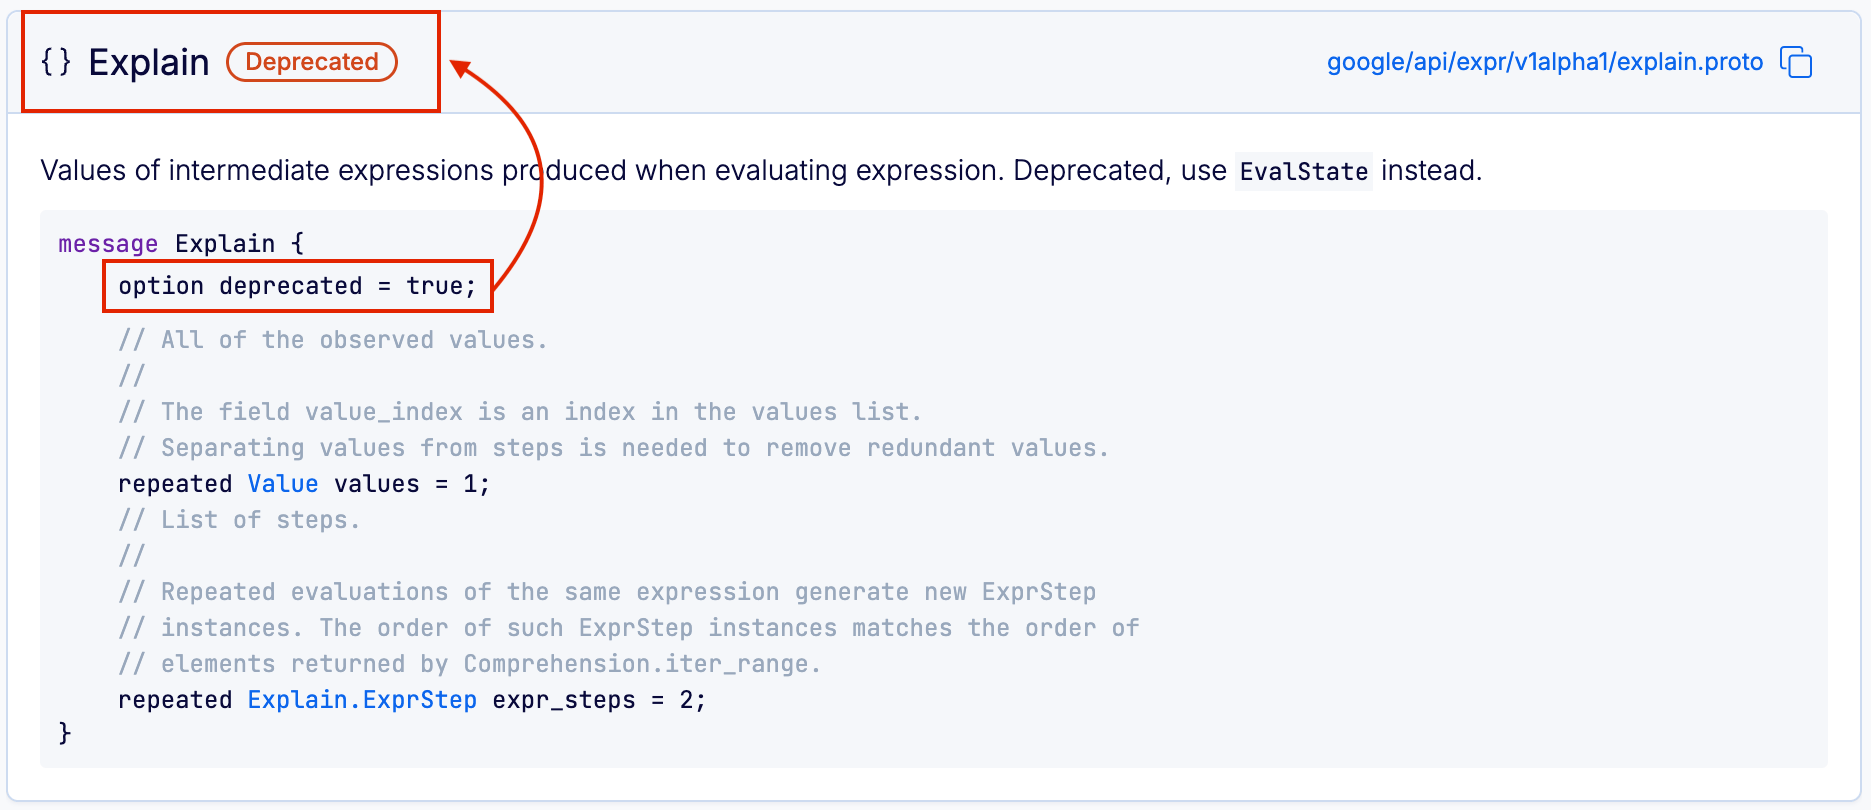 {} Explain Deprecated google/api/expr/v1alpha1/explain.proto
Values of intermediate expressions produced when evaluating expression. Deprecated, use EvalState instead.
message Explain {
option deprecated = true;
// All of the observed values.
//
// The field value_index is an index in the values list.
// Separating values from steps is needed to remove redundant values.
repeated Value values = 1;
// List of steps.
//
// Repeated evaluations of the same expression generate new ExprStep
// instances. The order of such ExprStep instances matches the order of
// elements returned by Comprehension.iter_range.
repeated Explain.ExprStep expr_steps = 2;
}